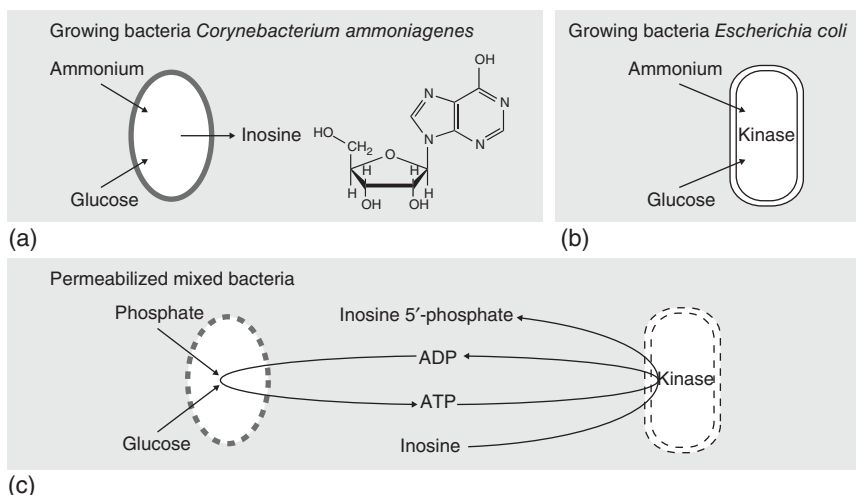 Growing bacteria Corynebacterium ammoniagenes
Ammonium
Inosine
Glucose
OH
N
N
N
N
HO
CH2
O
H
H
H
H
OH
OH
(a)
Growing bacteria Escherichia coli
Ammonium
Kinase
Glucose
(b)
Permeabilized mixed bacteria
Phosphate
Inosine 5′-phosphate
ADP
Kinase
ATP
Glucose
Inosine
(c)